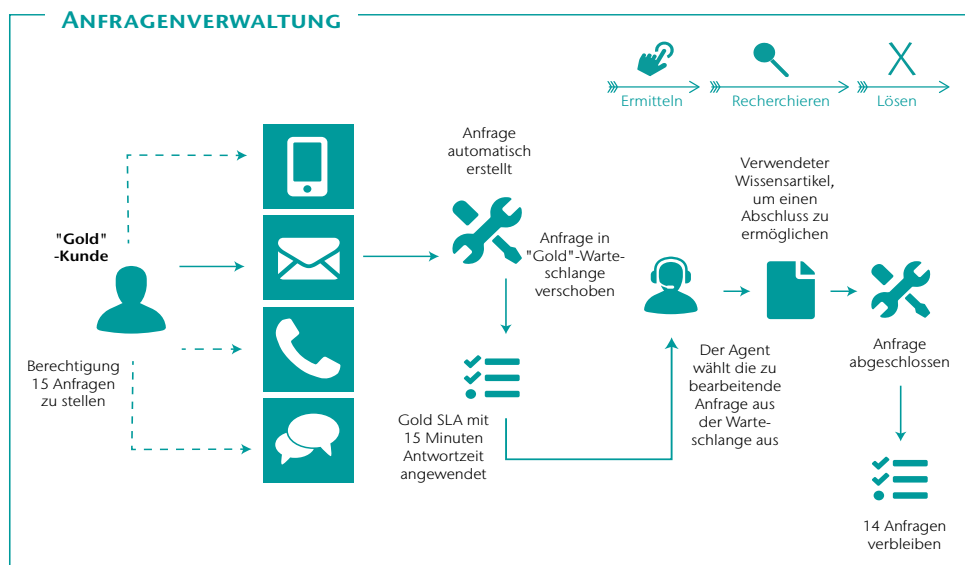 ANFRAGENVERWALTUNG
Ermitteln
Recherchieren
Lösen
"Gold"
-Kunde
Berechtigung
15 Anfragen
zu stellen
Anfrage
automatisch
erstellt
Anfrage in
"Gold"-Warte-
schlange
verschoben
Gold SLA mit
15 Minuten
Antwortzeit
angewendet
Der Agent
wählt die zu
bearbeitende
Anfrage aus
der Warte-
schlange aus
Verwendeter
Wissensartikel,
um einen
Abschluss zu
ermöglichen
Anfrage
abgeschlossen
14 Anfragen
verbleiben